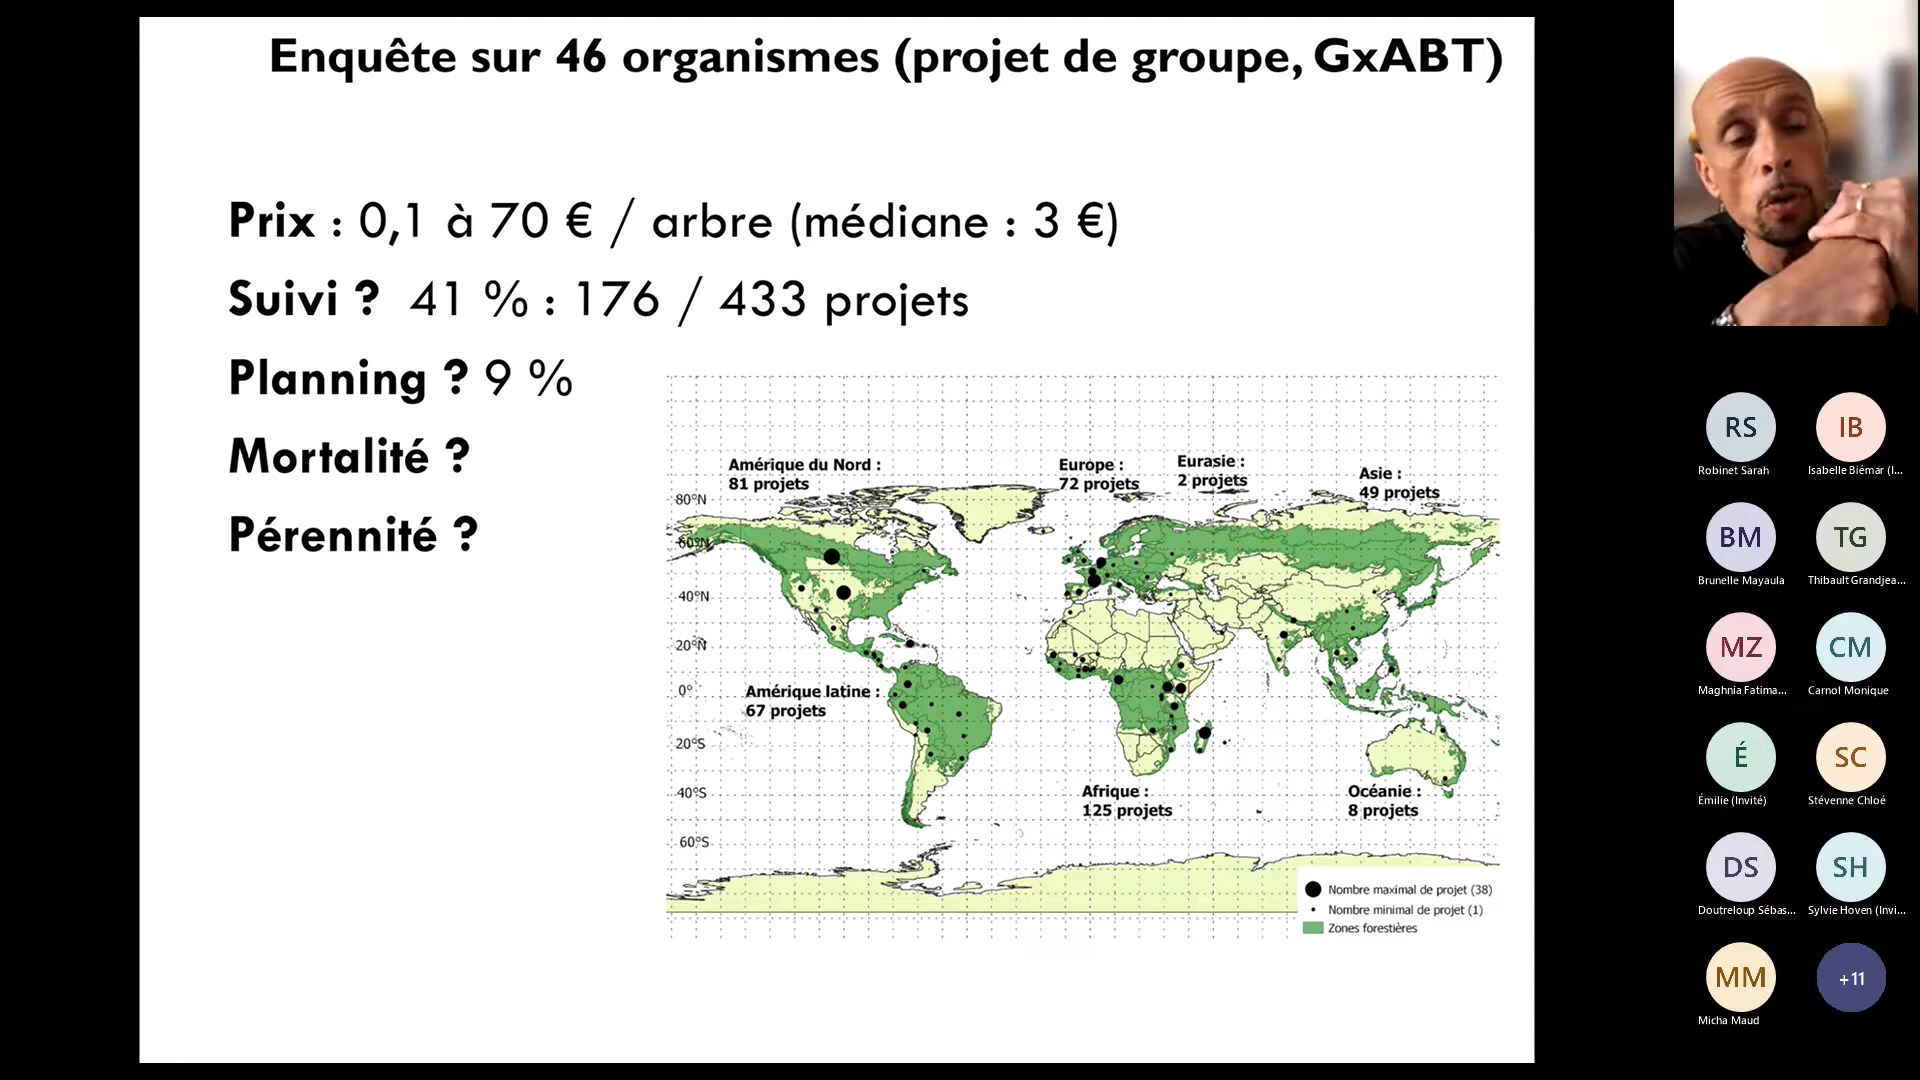 Enquête sur 46 organismes (projet de groupe, GxABT)
Prix : 0,1 à 70 € / arbre (médiane : 3 €)
Suivi ? 41 % : 176 / 433 projets
Planning ? 9 %
Mortalité ?
Pérennité ?
Amérique du Nord :
81 projets
Europe :
72 projets
Eurasie :
2 projets
Asie :
49 projets
80°N
60°N
40°N
20°N
0°
Amérique latine :
67 projets
20°S
40°S
Afrique :
125 projets
Océanie :
8 projets
60°S
Nombre maximal de projet (38)
Nombre minimal de projet (1)
Zones forestières
RS
Robinet Sarah
IB
Isabelle Biémar (I...
BM
Brunelle Mayaula
TG
Thibault Grandjea...
MZ
Maghnia Fatima...
CM
Carnol Monique
É
Émilie (Invité)
SC
Stévenne Chloé
DS
Doutreloup Sébas...
SH
Sylvie Hoven (Invi...
MM
Micha Maud
+11